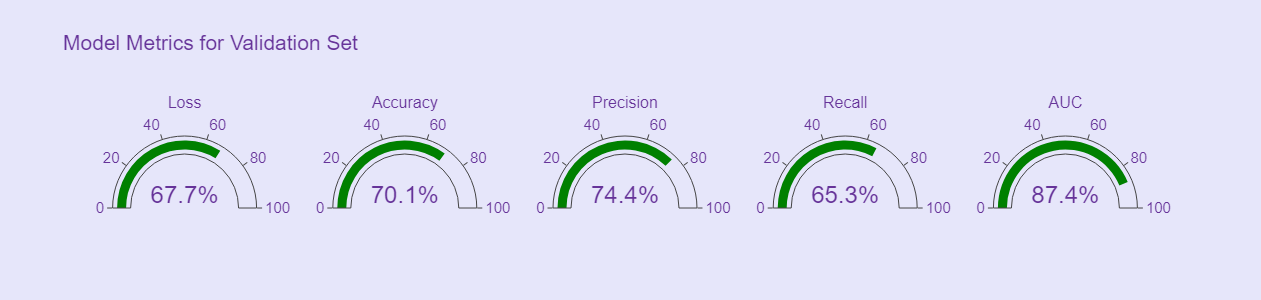 Model Metrics for Validation Set
Loss Accuracy Precision Recall AUC
40 60 40 60 40 60 40 60 40 60
20 80 20 80 20 80 20 80 20 80
67.7% 70.1% 74.4% 65.3% 87.4%
0 100 0 100 0 100 0 100 0 100